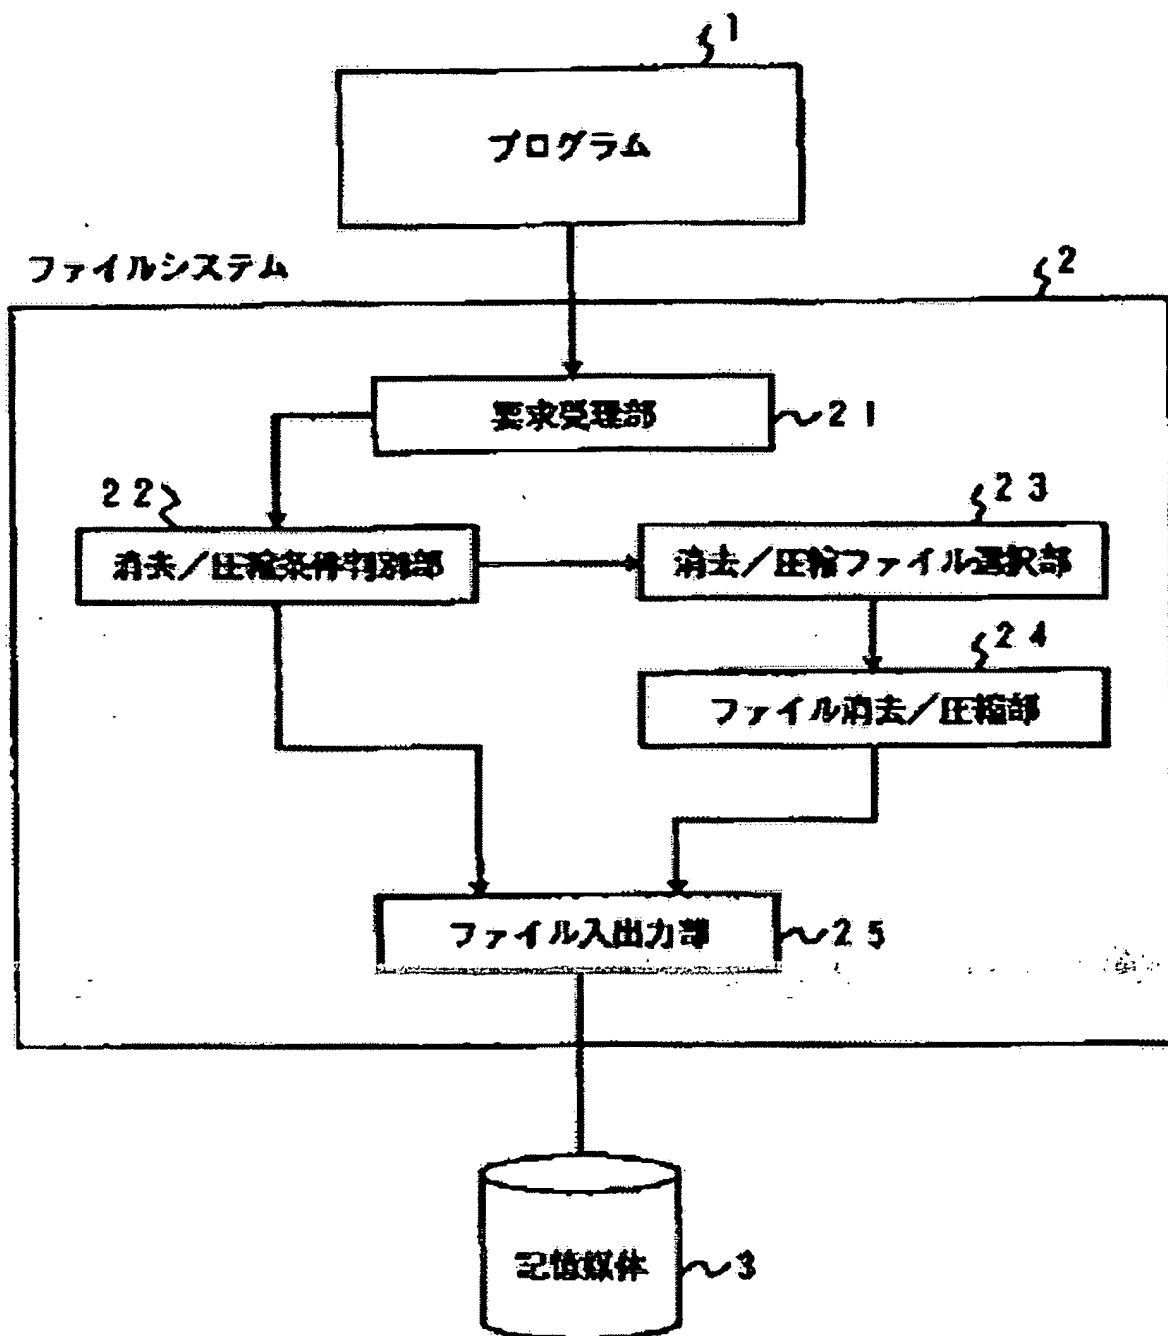 1
プログラム
ファイルシステム
2
要求受理部
21
22
消去／圧縮条件判別部
23
消去／圧縮ファイル選択部
24
ファイル消去／圧縮部
ファイル入出力部
25
記憶媒体
3